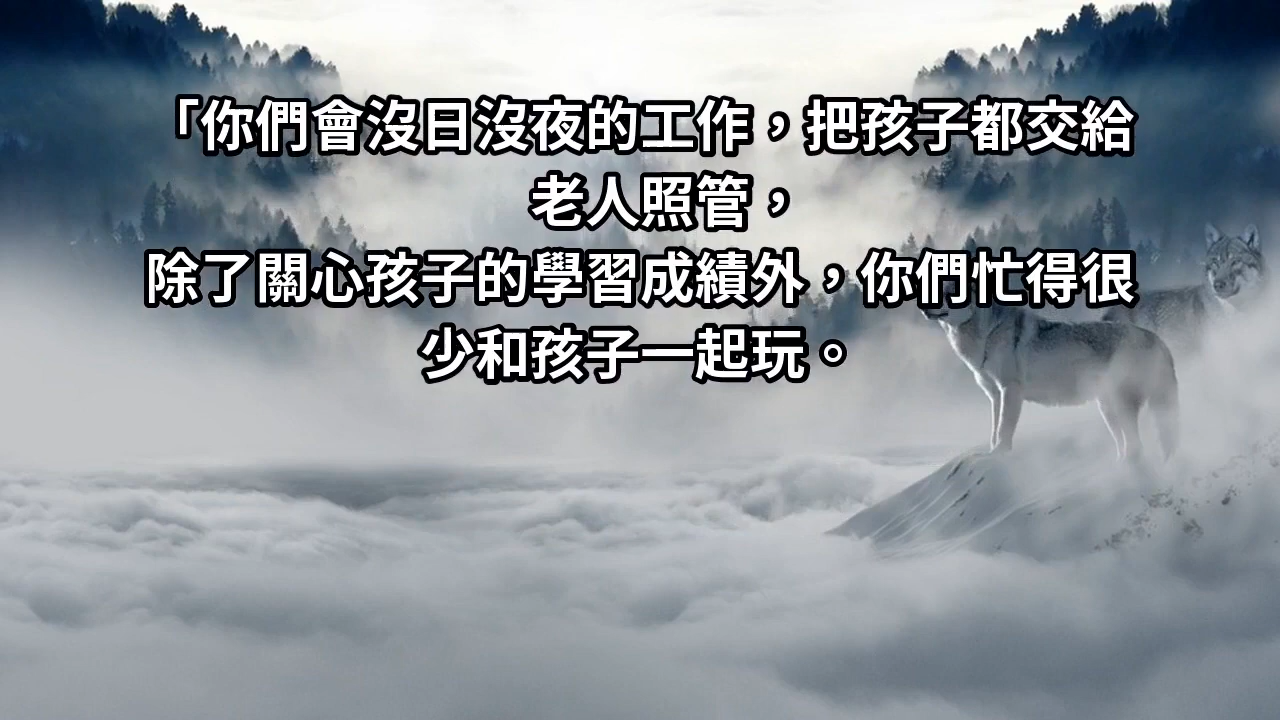 「你們會沒日沒夜的工作，把孩子都交給
老人照管，
除了關心孩子的學習成績外，你們忙得很
少和孩子一起玩。